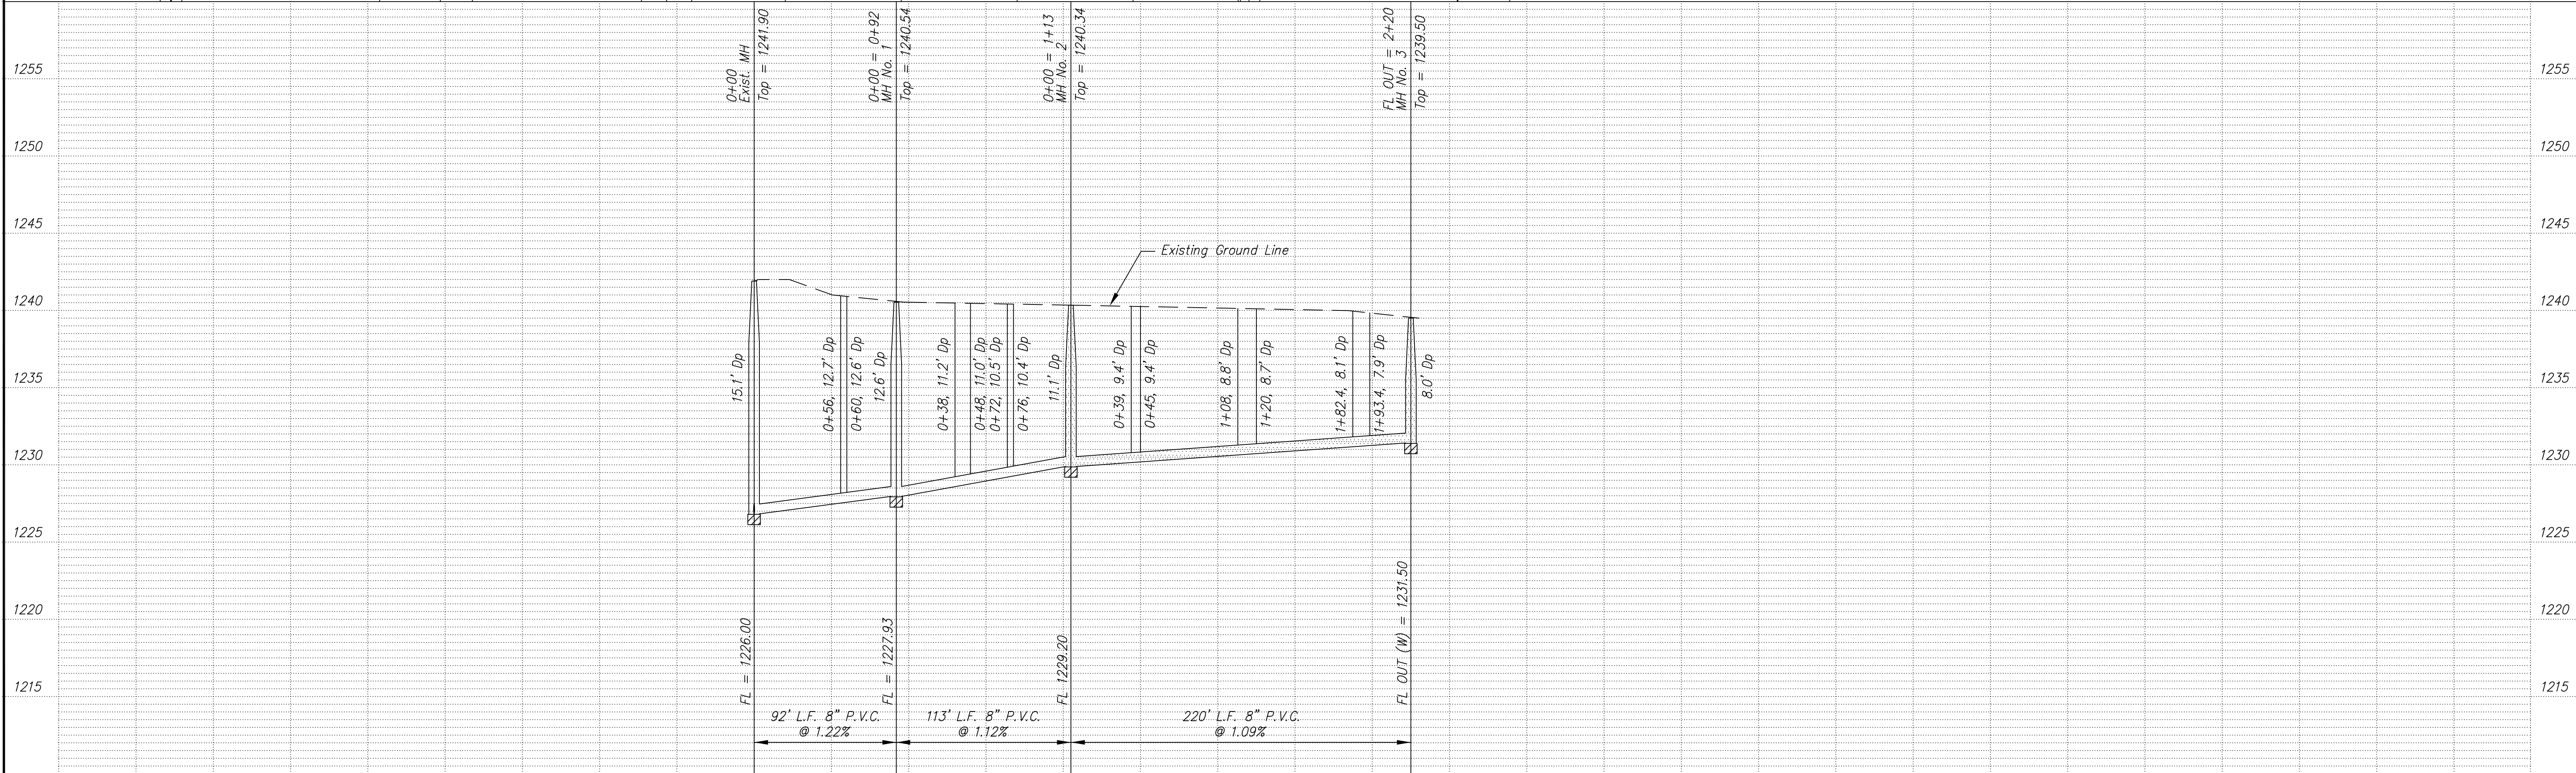 0+00
Exist. MH
Top = 1241.90
0+00 = 0+92
MH No. 1
Top = 1240.54
0+00 = 1+13
MH No. 2
Top = 1240.34
FL OUT = 2+20
MH No. 3
Top = 1239.50
1255
1255
1250
1250
1245
1245
Existing Ground Line
1240
1240
15.1' Dp
0+56, 12.7' Dp
0+60, 12.6' Dp
12.6' Dp
0+38, 11.2' Dp
0+48, 11.0' Dp
0+72, 10.5' Dp
0+76, 10.4' Dp
11.1' Dp
0+39, 9.4' Dp
0+45, 9.4' Dp
1+08, 8.8' Dp
1+20, 8.7' Dp
1+82.4, 8.1' Dp
1+93.4, 7.9' Dp
8.0' Dp
1235
1235
1230
1230
1225
1225
1220
1220
FL = 1226.00
FL = 1227.93
FL 1229.20
FL OUT (W) = 1231.50
1215
1215
92' L.F. 8" P.V.C.
@ 1.22%
113' L.F. 8" P.V.C.
@ 1.12%
220' L.F. 8" P.V.C.
@ 1.09%